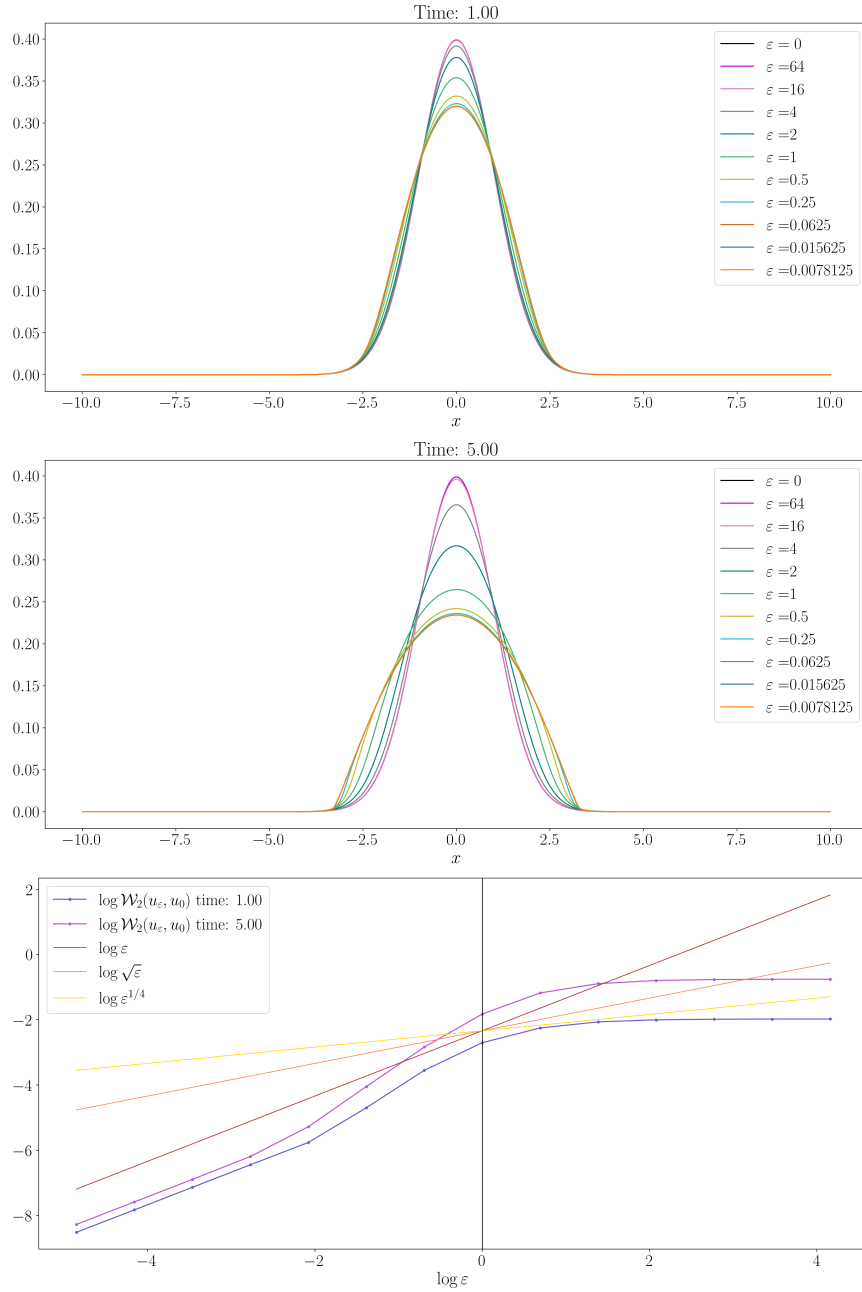 Time: 1.00
0.40
0.35
0.30
0.25
0.20
0.15
0.10
0.05
0.00
ε = 0
ε =64
ε =16
ε =4
ε =2
ε =1
ε =0.5
ε =0.25
ε =0.0625
ε =0.015625
ε =0.0078125
−10.0 −7.5 −5.0 −2.5 0.0 2.5 5.0 7.5 10.0
x
Time: 5.00
0.40
0.35
0.30
0.25
0.20
0.15
0.10
0.05
0.00
ε = 0
ε =64
ε =16
ε =4
ε =2
ε =1
ε =0.5
ε =0.25
ε =0.0625
ε =0.015625
ε =0.0078125
−10.0 −7.5 −5.0 −2.5 0.0 2.5 5.0 7.5 10.0
x
2
0
−2
−4
−6
−8
log 𝒲₂(u_ε, u₀) time: 1.00
log 𝒲₂(u_ε, u₀) time: 5.00
log ε
log √ε
log ε^{1/4}
−4 −2 0 2 4
log ε